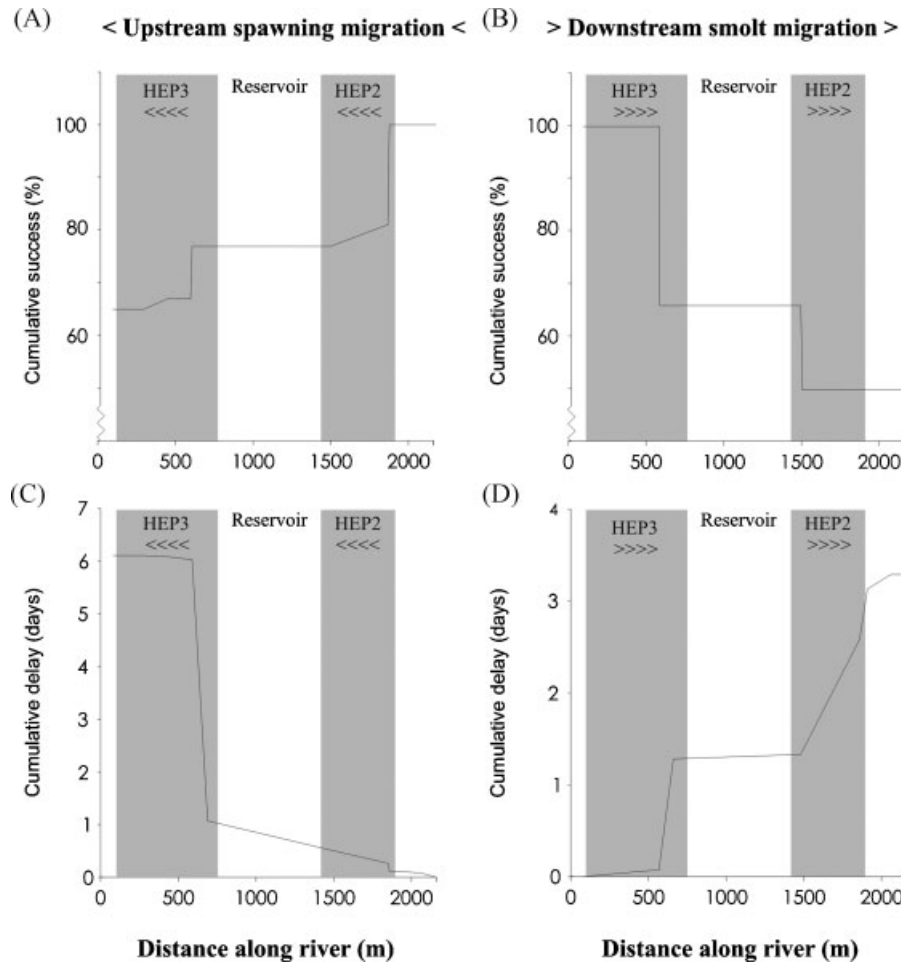 (A) < Upstream spawning migration <
HEP3 Reservoir HEP2
<<<< <<<<
100
80
60
Cumulative success (%)
0 500 1000 1500 2000
(B) > Downstream smolt migration >
HEP3 Reservoir HEP2
>>>> >>>>
100
80
60
Cumulative success (%)
0 500 1000 1500 2000
(C)
HEP3 Reservoir HEP2
<<<< <<<<
7
6
5
4
3
2
1
0
Cumulative delay (days)
0 500 1000 1500 2000
Distance along river (m)
(D)
HEP3 Reservoir HEP2
>>>> >>>>
4
3
2
1
0
Cumulative delay (days)
0 500 1000 1500 2000
Distance along river (m)